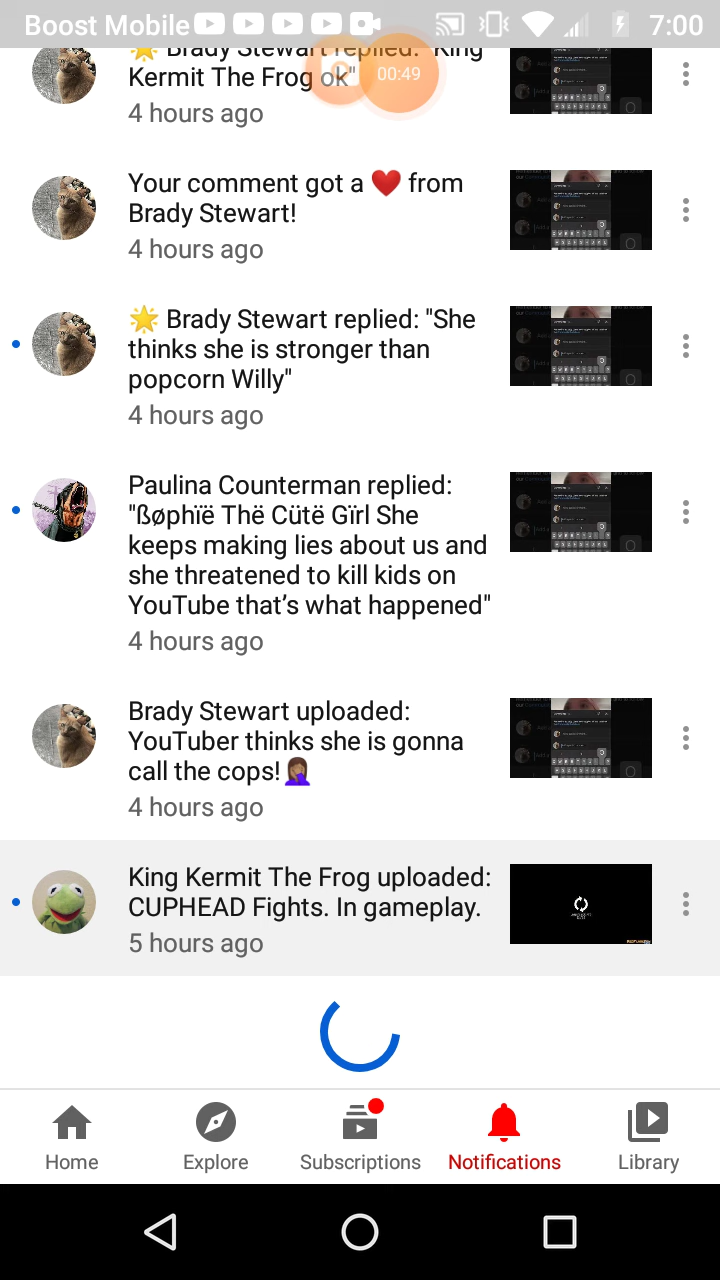 Boost Mobile 7:00
🌟 Brady Stewart replied: "King
Kermit The Frog ok"
00:49
4 hours ago
Your comment got a ❤️ from
Brady Stewart!
4 hours ago
🌟 Brady Stewart replied: "She
thinks she is stronger than
popcorn Willy"
4 hours ago
Paulina Counterman replied:
"ßøphïë Thë Cütë Gïrl She
keeps making lies about us and
she threatened to kill kids on
YouTube that’s what happened"
4 hours ago
Brady Stewart uploaded:
YouTuber thinks she is gonna
call the cops!🤦🏾‍♀️
4 hours ago
King Kermit The Frog uploaded:
CUPHEAD Fights. In gameplay.
5 hours ago
Home Explore Subscriptions Notifications Library